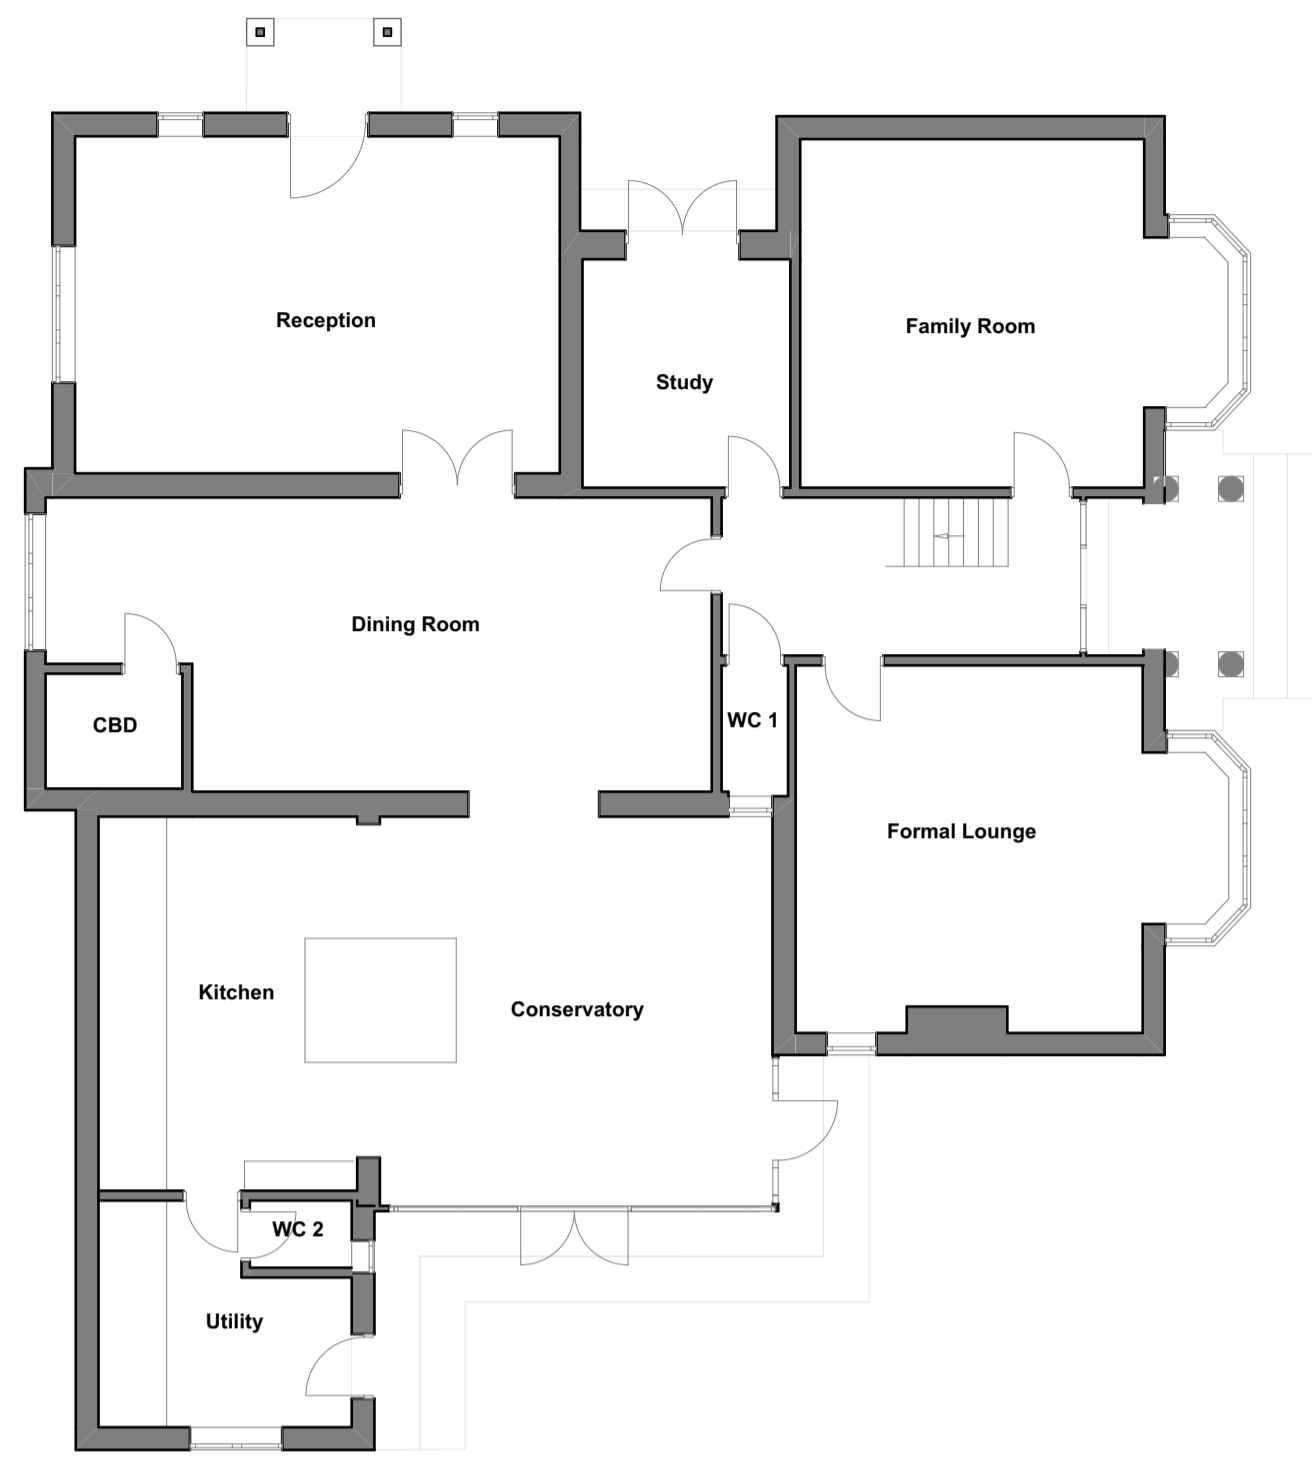 Reception
Family Room
Study
Dining Room
CBD
WC 1
Formal Lounge
Kitchen
Conservatory
WC 2
Utility